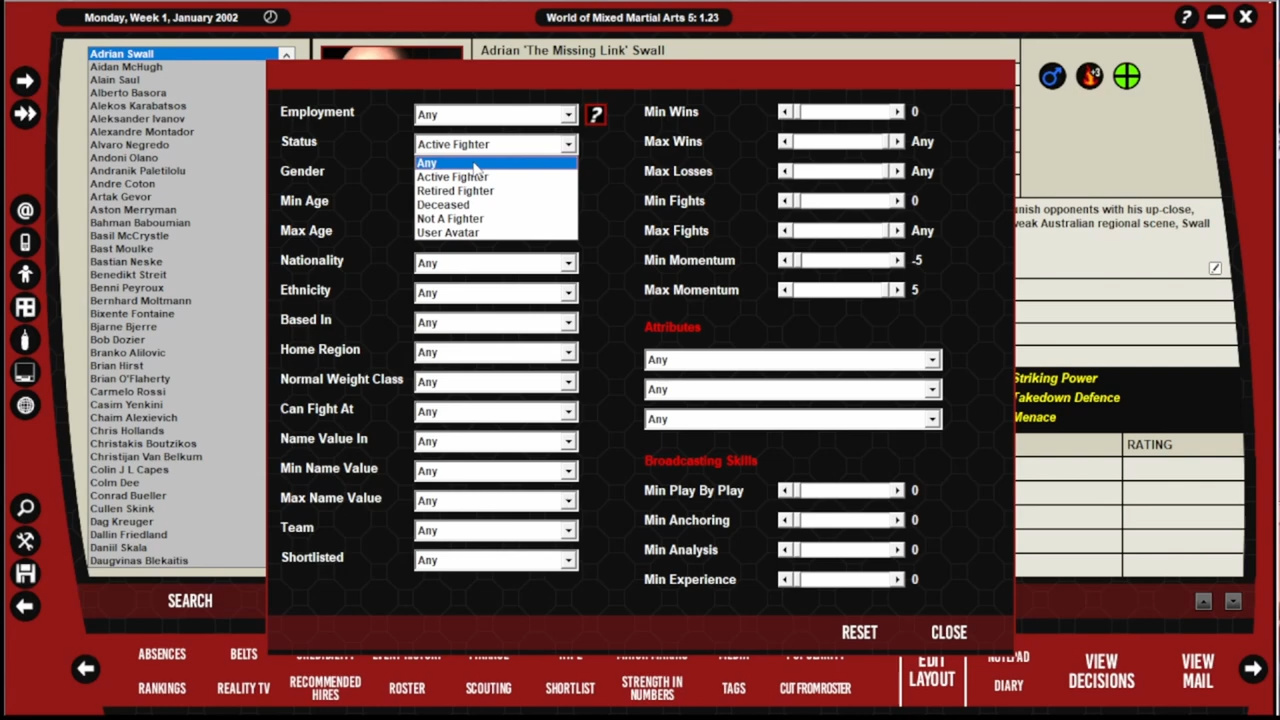 Monday, Week 1, January 2002
World of Mixed Martial Arts 5: 1.23
?
Adrian Swall
Aidan McHugh
Alain Saul
Alberto Basora
Alekos Karabatsos
Aleksander Ivanov
Alexandre Montador
Alvaro Negredo
Andoni Olano
Andranik Paletilolu
Andre Coton
Artak Gevor
Aston Merryman
Bahman Baboumian
Basil McCrystle
Bast Moulke
Bastian Neske
Benedikt Streit
Benni Peyroux
Bernhard Moltmann
Bixente Fontaine
Bjarne Bjerre
Bob Dozier
Branko Alilovic
Brian Hirst
Brian O'Flaherty
Carmelo Rossi
Casim Yenkini
Chaim Alexievich
Chris Hollands
Christakis Boutzikos
Christijan Van Belkum
Colin J L Capes
Colm Dee
Conrad Bueller
Cullen Skink
Dag Kreuger
Dallin Friedland
Daniil Skala
Daugvinas Blekaitis
SEARCH
Adrian 'The Missing Link' Swall
+3
Employment Any ?
Status Active Fighter
Any
Active Fighter
Retired Fighter
Deceased
Not A Fighter
User Avatar
Gender
Min Age
Max Age
Nationality Any
Ethnicity Any
Based In Any
Home Region Any
Normal Weight Class Any
Can Fight At Any
Name Value In Any
Min Name Value Any
Max Name Value Any
Team Any
Shortlisted Any
Min Wins 0
Max Wins Any
Max Losses Any
Min Fights 0
Max Fights Any
Min Momentum -5
Max Momentum 5
Attributes
Any
Any
Any
Broadcasting Skills
Min Play By Play 0
Min Anchoring 0
Min Analysis 0
Min Experience 0
RESET CLOSE
nish opponents with his up-close,
weak Australian regional scene, Swall
Striking Power
Takedown Defence
Menace
RATING
ABSENCES
BELTS
RANKINGS
REALITY TV
RECOMMENDED
HIRES
ROSTER
SCOUTING
SHORTLIST
STRENGTH IN
NUMBERS
TAGS
CUT FROM ROSTER
EDIT
LAYOUT
NOTEPAD
DIARY
VIEW
DECISIONS
VIEW
MAIL